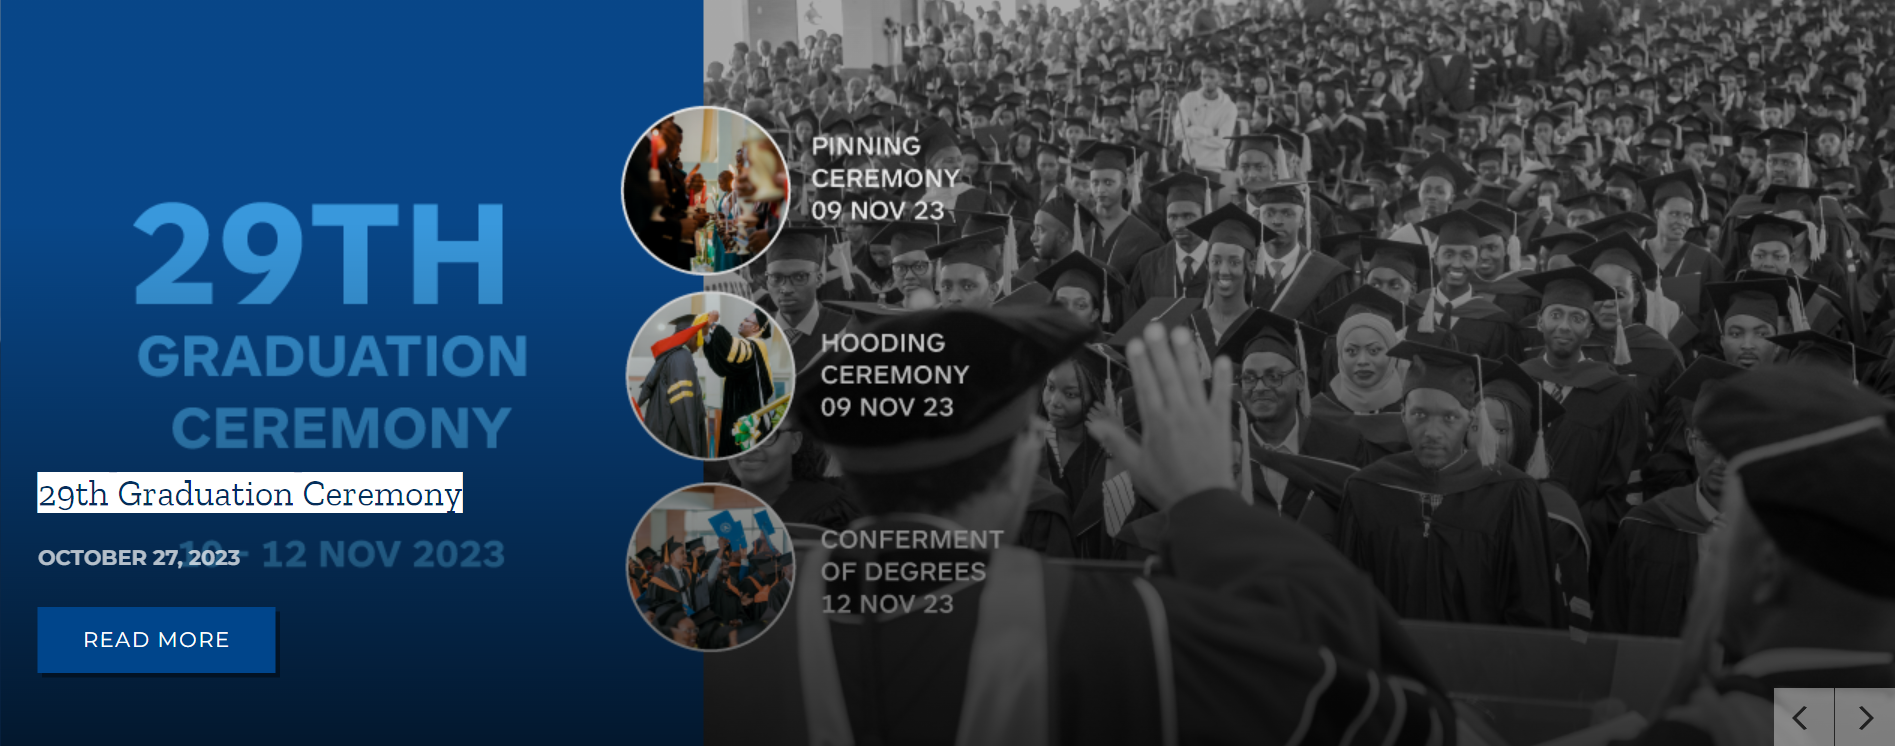 29TH
GRADUATION
CEREMONY
29th Graduation Ceremony
OCTOBER 27, 2023
10 - 12 NOV 2023
READ MORE
PINNING
CEREMONY
09 NOV 23
HOODING
CEREMONY
09 NOV 23
CONFERMENT
OF DEGREES
12 NOV 23